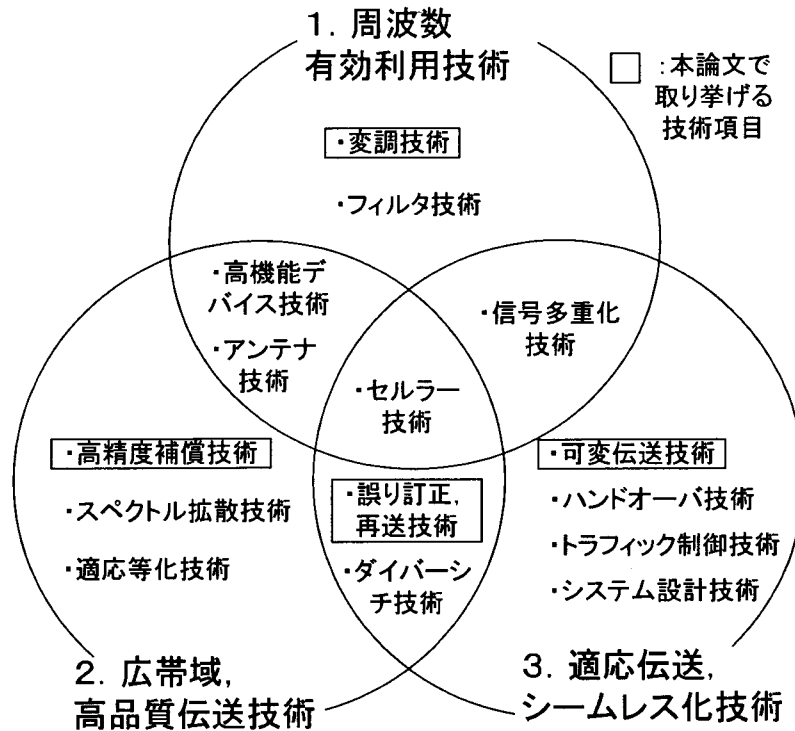 1. 周波数
有効利用技術
:本論文で
取り挙げる
技術項目
・変調技術
・フィルタ技術
・高機能デ
バイス技術
・アンテナ
技術
・信号多重化
技術
・セルラー
技術
・高精度補償技術
・スペクトル拡散技術
・適応等化技術
・誤り訂正,
再送技術
・ダイバーシ
チ技術
・可変伝送技術
・ハンドオーバ技術
・トラフィック制御技術
・システム設計技術
2. 広帯域,
高品質伝送技術
3. 適応伝送,
シームレス化技術